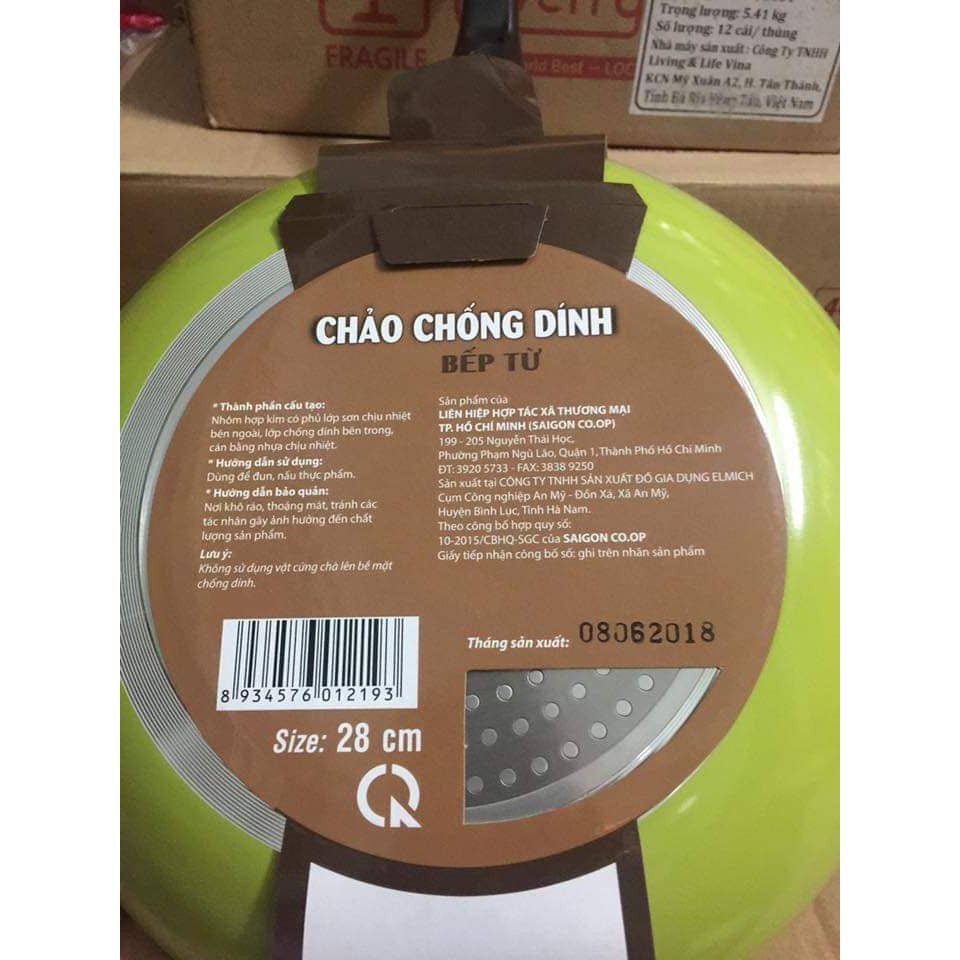 FRAGILE
World Best - LOC
Trọng lượng: 5.41 kg
Số lượng: 12 cái/ thùng
Nhà máy sản xuất : Công Ty TNHH
Living & Life Vina
KCN Mỹ Xuân A2, H. Tân Thành,
Tỉnh Bà Rịa Vũng Tàu, Việt Nam
CHẢO CHỐNG DÍNH
BẾP TỪ
* Thành phần cấu tạo:
Nhôm hợp kim có phủ lớp sơn chịu nhiệt
bên ngoài, lớp chống dính bên trong,
cán bằng nhựa chịu nhiệt.
* Hướng dẫn sử dụng:
Dùng để đun, nấu thực phẩm.
* Hướng dẫn bảo quản:
Nơi khô ráo, thoáng mát, tránh các
tác nhân gây ảnh hưởng đến chất
lượng sản phẩm.
Lưu ý:
Không sử dụng vật cứng chà lên bề mặt
chống dính.
Sản phẩm của
LIÊN HIỆP HỢP TÁC XÃ THƯƠNG MẠI
TP. HỒ CHÍ MINH (SAIGON CO.OP)
199 - 205 Nguyễn Thái Học,
Phường Phạm Ngũ Lão, Quận 1, Thành Phố Hồ Chí Minh
ĐT: 3920 5733 - FAX: 3838 9250
Sản xuất tại CÔNG TY TNHH SẢN XUẤT ĐỒ GIA DỤNG ELMICH
Cụm Công nghiệp An Mỹ - Đồn Xá, Xã An Mỹ,
Huyện Bình Lục, Tỉnh Hà Nam.
Theo công bố hợp quy số:
10-2015/CBHQ-SGC của SAIGON CO.OP
Giấy tiếp nhận công bố số: ghi trên nhãn sản phẩm
Tháng sản xuất: 08062018
8 934576 012193
Size: 28 cm